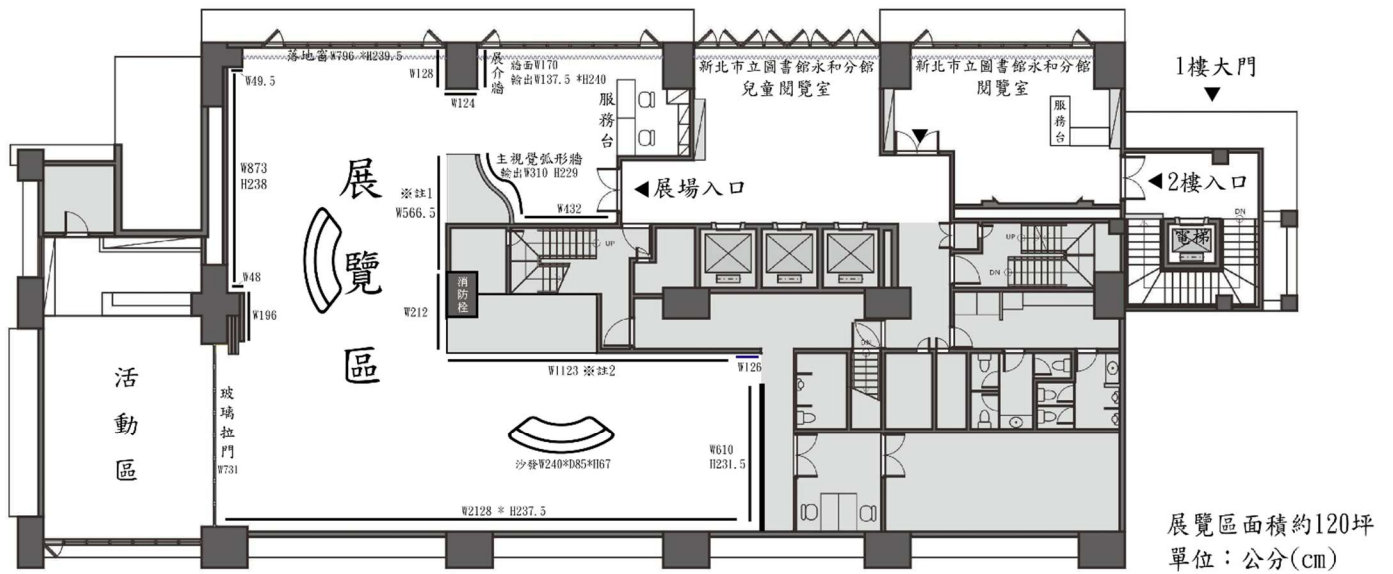 落地窗W796 *H239.5
W49.5
W128
W124
展介牆
牆面W170
輸出W137.5 *H240
服務台
新北市立圖書館永和分館
兒童閱覽室
新北市立圖書館永和分館
閱覽室
服務台
1樓大門
▼
▼
W873
H238
展覽區
※註1
W566.5
主視覺弧形牆
輸出W310 H229
W432
◀展場入口
◀2樓入口
DN
電梯
UP
UP
DN
W48
W196
消防栓
W212
DN
W1123 ※註2
W126
活動區
玻璃拉門
W731
沙發W240*D85*H67
W610
H231.5
W2128 * H237.5
展覽區面積約120坪
單位：公分(cm)